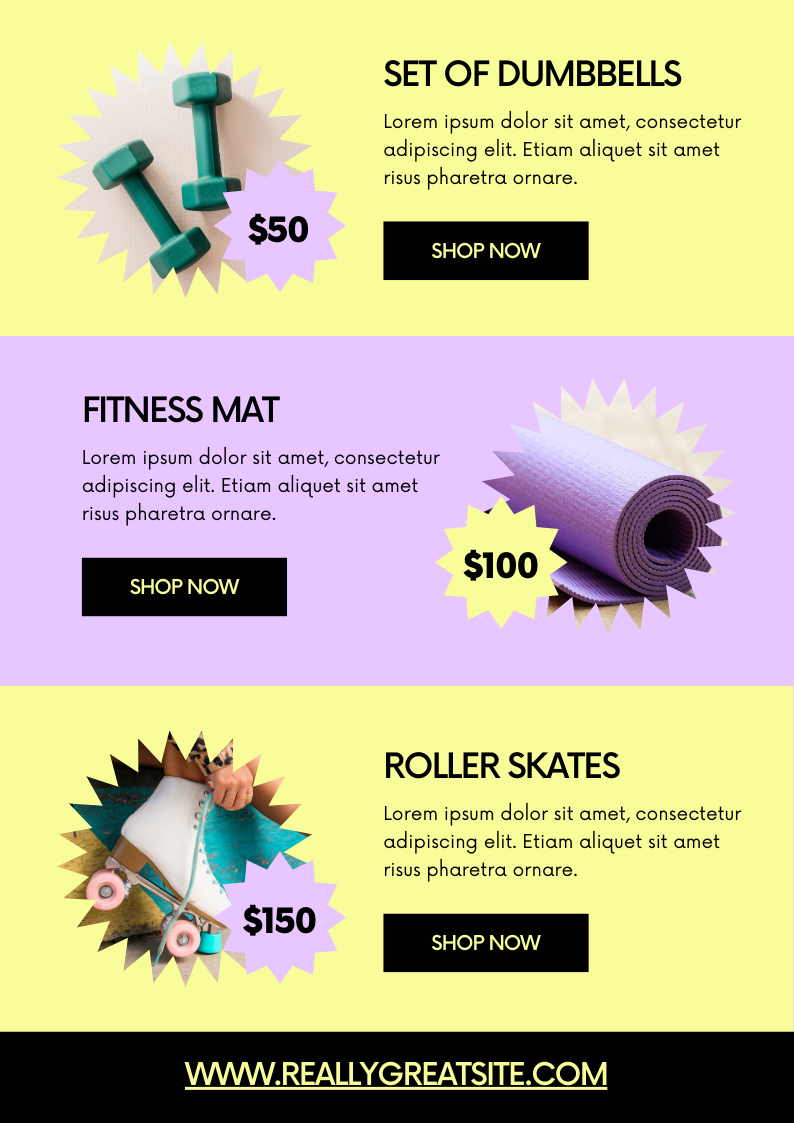 SET OF DUMBBELLS
Lorem ipsum dolor sit amet, consectetur
adipiscing elit. Etiam aliquet sit amet
risus pharetra ornare.
$50
SHOP NOW
FITNESS MAT
Lorem ipsum dolor sit amet, consectetur
adipiscing elit. Etiam aliquet sit amet
risus pharetra ornare.
$100
SHOP NOW
ROLLER SKATES
Lorem ipsum dolor sit amet, consectetur
adipiscing elit. Etiam aliquet sit amet
risus pharetra ornare.
$150
SHOP NOW
WWW.REALLYGREATSITE.COM